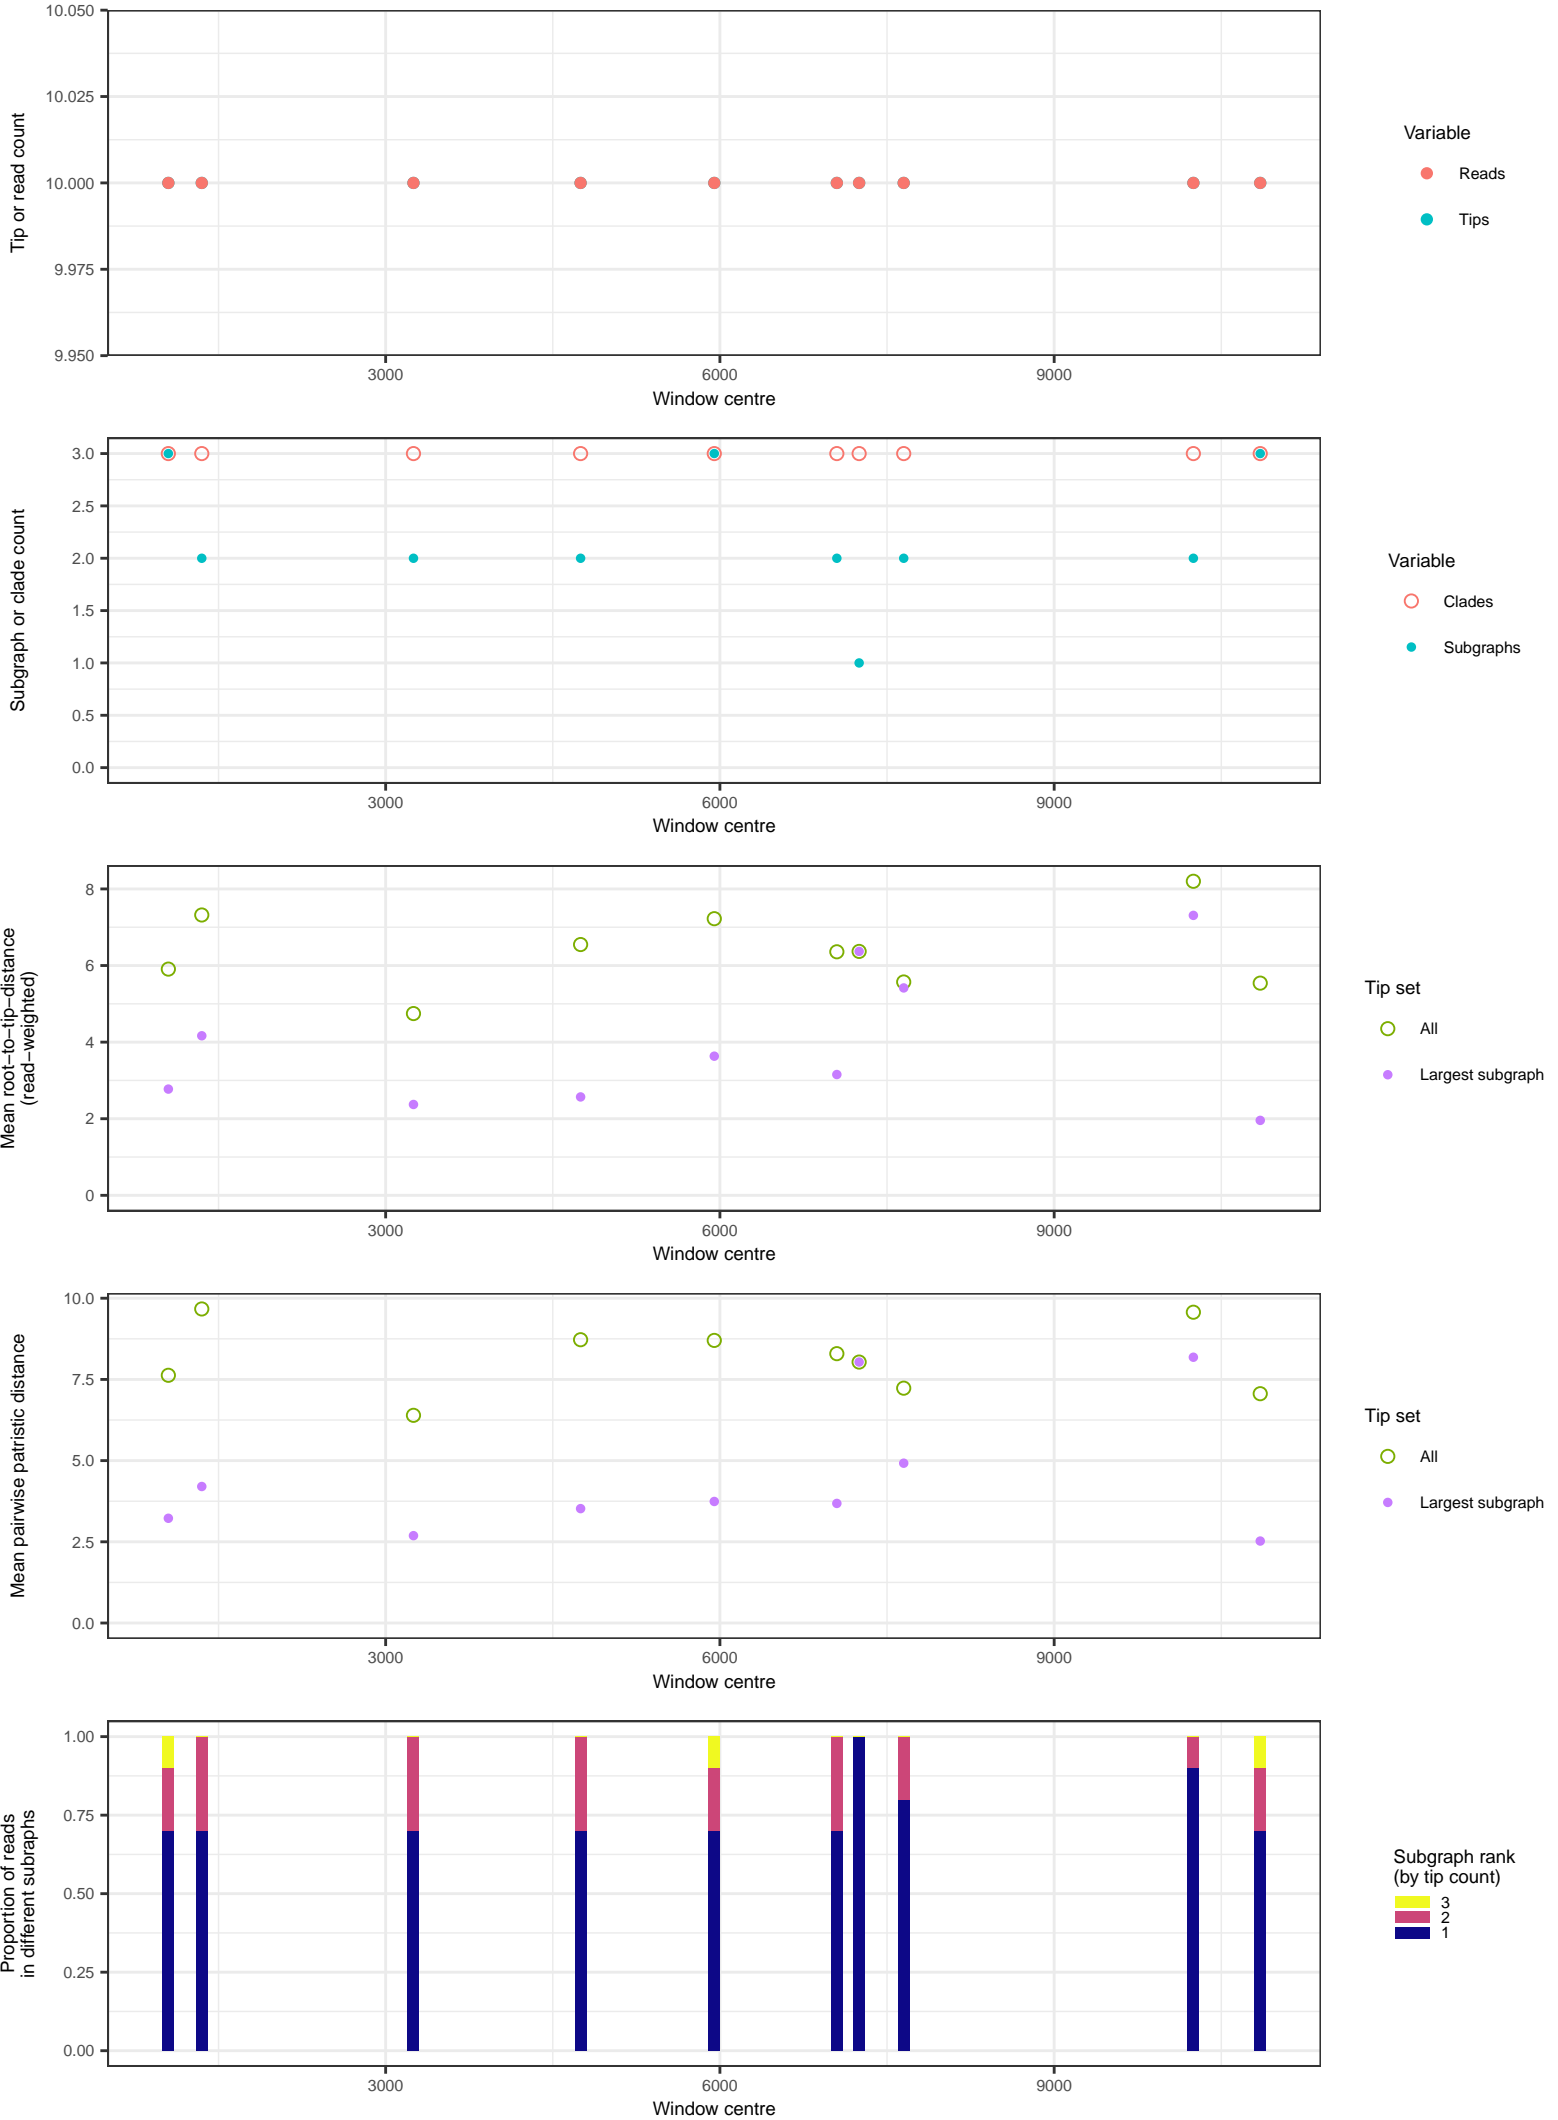 10.050
10.025
10.000
9.975
9.950
Tip or read count
3000 6000 9000
Window centre
Variable
Reads
Tips
3.0
2.5
2.0
1.5
1.0
0.5
0.0
Subgraph or clade count
3000 6000 9000
Window centre
Variable
Clades
Subgraphs
8
6
4
2
0
Mean root−to−tip−distance
(read−weighted)
3000 6000 9000
Window centre
Tip set
All
Largest subgraph
10.0
7.5
5.0
2.5
0.0
Mean pairwise patristic distance
3000 6000 9000
Window centre
Tip set
All
Largest subgraph
1.00
0.75
0.50
0.25
0.00
Proportion of reads
in different subraphs
3000 6000 9000
Window centre
Subgraph rank
(by tip count)
3
2
1